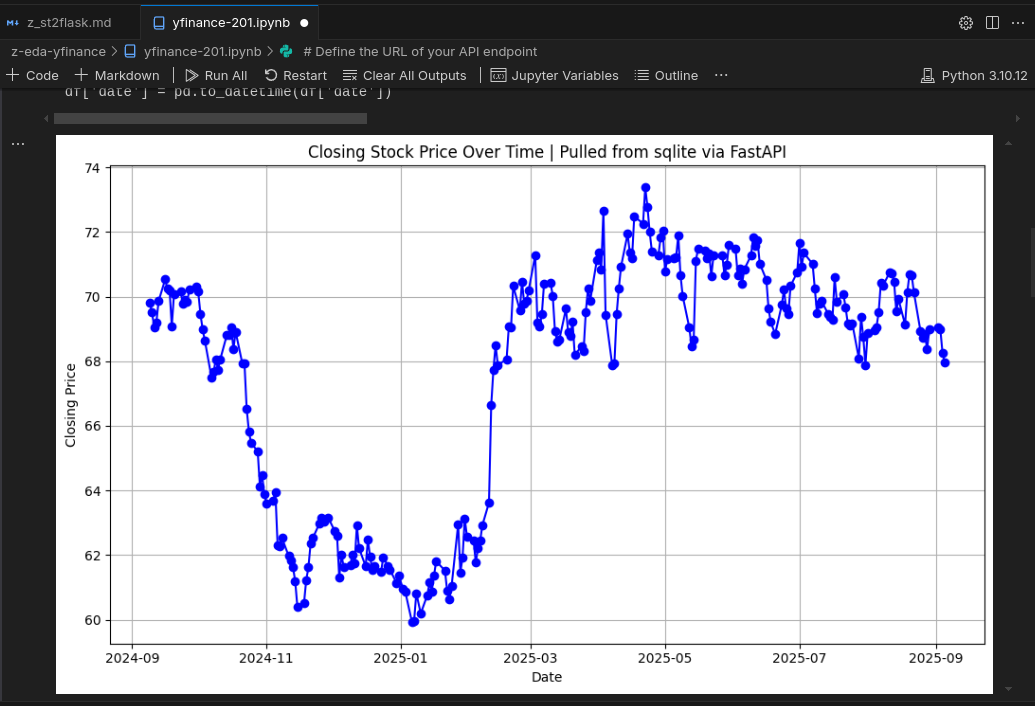 z_st2flask.md
yfinance-201.ipynb
z-eda-yfinance > yfinance-201.ipynb > # Define the URL of your API endpoint
+ Code + Markdown | Run All Restart Clear All Outputs | Jupyter Variables Outline ... Python 3.10.12
df['date'] = pd.to_datetime(df['date'])
...
Closing Stock Price Over Time | Pulled from sqlite via FastAPI
74
72
70
68
66
64
62
60
Closing Price
2024-09 2024-11 2025-01 2025-03 2025-05 2025-07 2025-09
Date